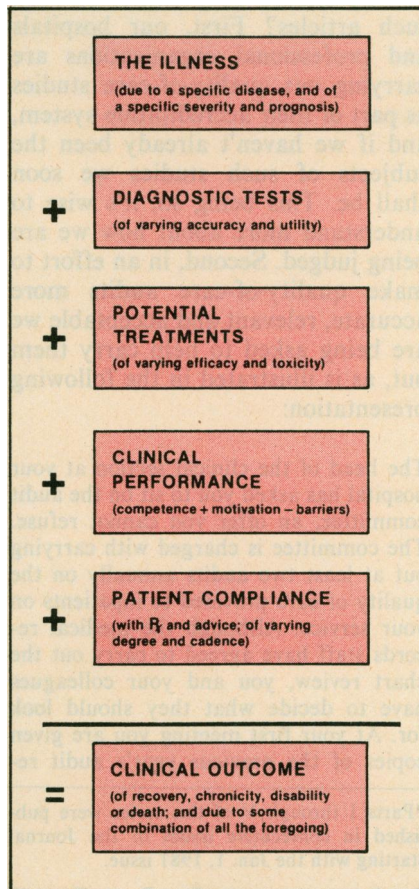 THE ILLNESS
(due to a specific disease, and of
a specific severity and prognosis)
+
DIAGNOSTIC TESTS
(of varying accuracy and utility)
+
POTENTIAL
TREATMENTS
(of varying efficacy and toxicity)
+
CLINICAL
PERFORMANCE
(competence + motivation – barriers)
+
PATIENT COMPLIANCE
(with ℞ and advice; of varying
degree and cadence)
=
CLINICAL OUTCOME
(of recovery, chronicity, disability
or death; and due to some
combination of all the foregoing)